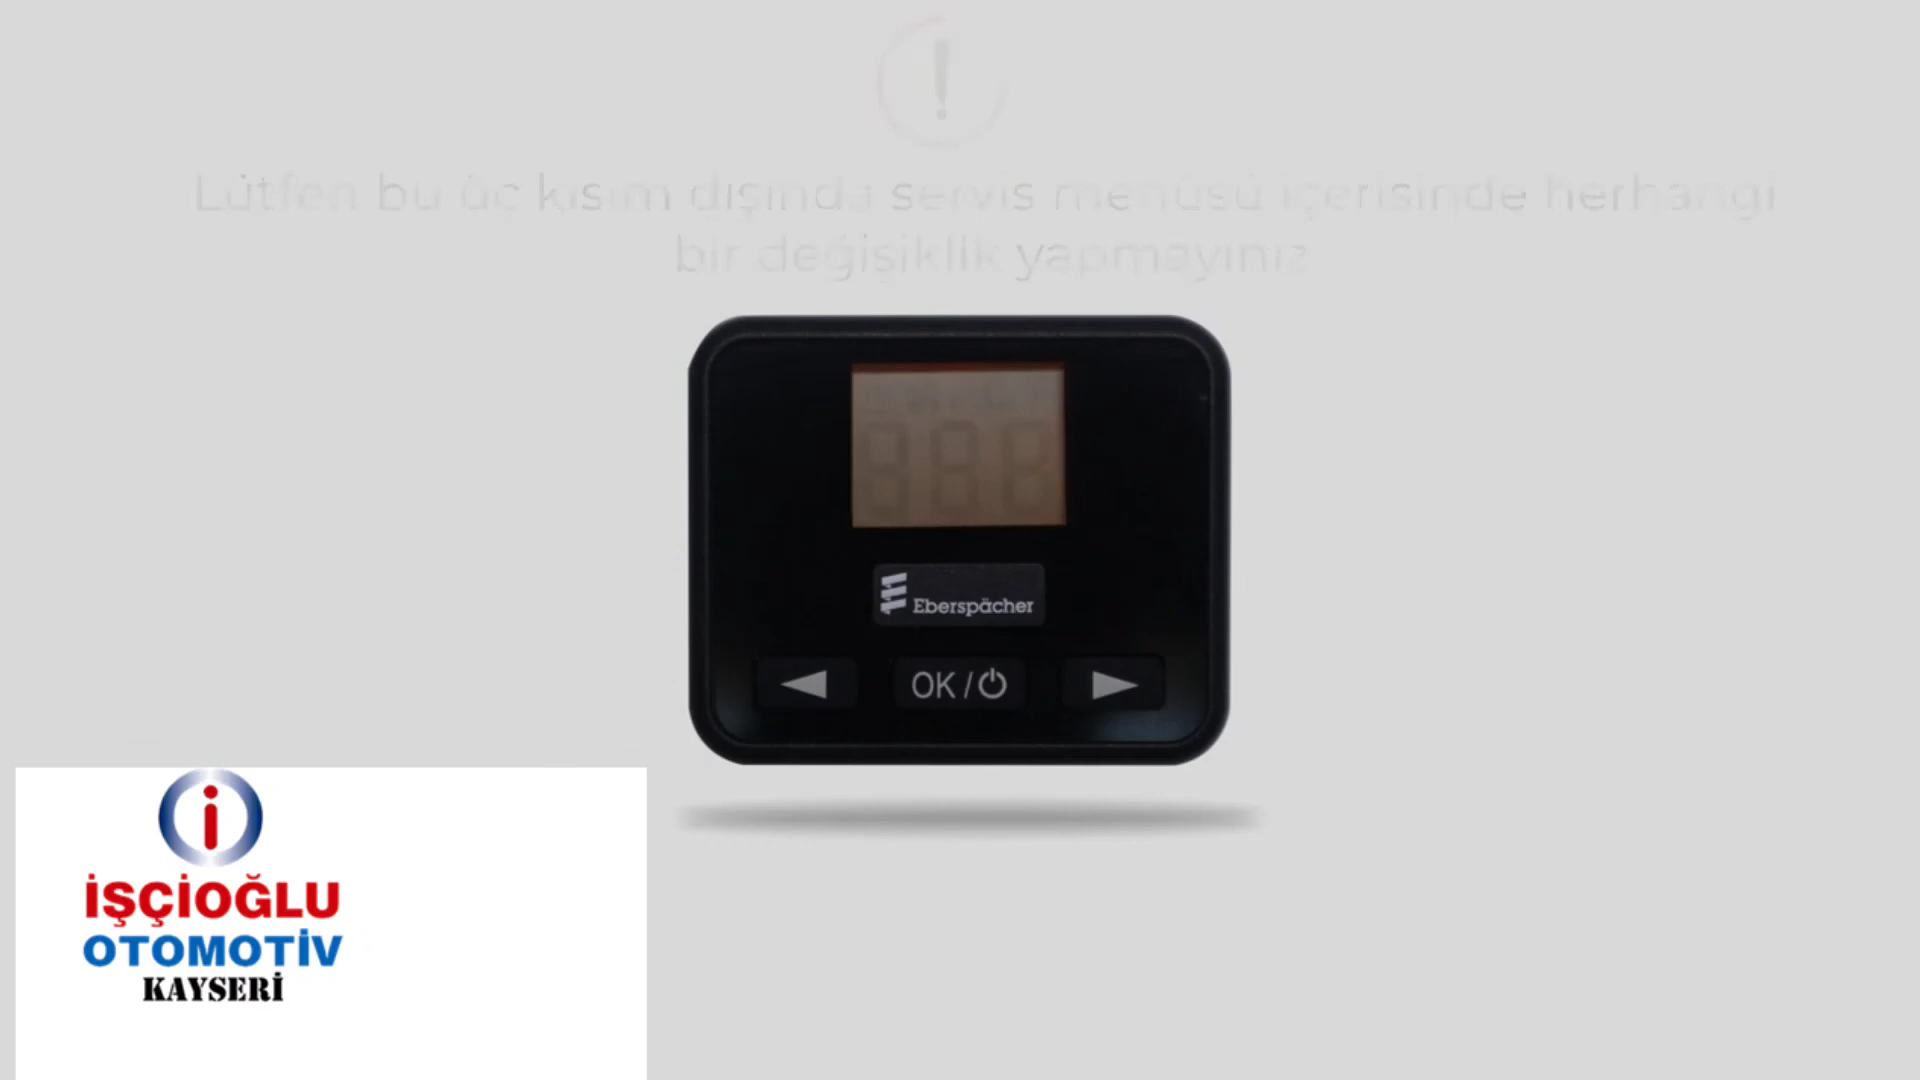 !
Lütfen bu üç kısım dışında servis menüsü içerisinde herhangi
bir değişiklik yapmayınız
Eberspächer
OK /
i
İŞÇİOĞLU
OTOMOTİV
KAYSERİ